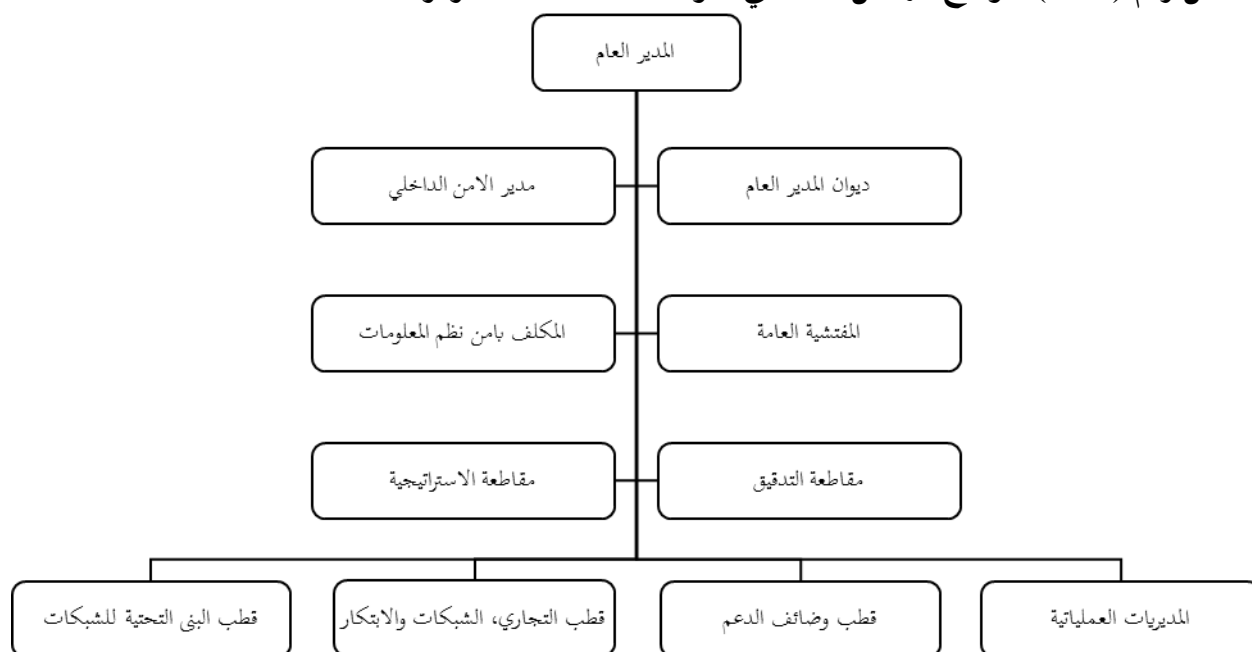 المدير العام
ديوان المدير العام
مدير الامن الداخلي
المفتشية العامة
المكلف بامن نظم المعلومات
مقاطعة التدقيق
مقاطعة الاستراتيجية
المديريات العملياتية
قطب وضائف الدعم
قطب التجاري، الشبكات والابتكار
قطب البنى التحتية للشبكات